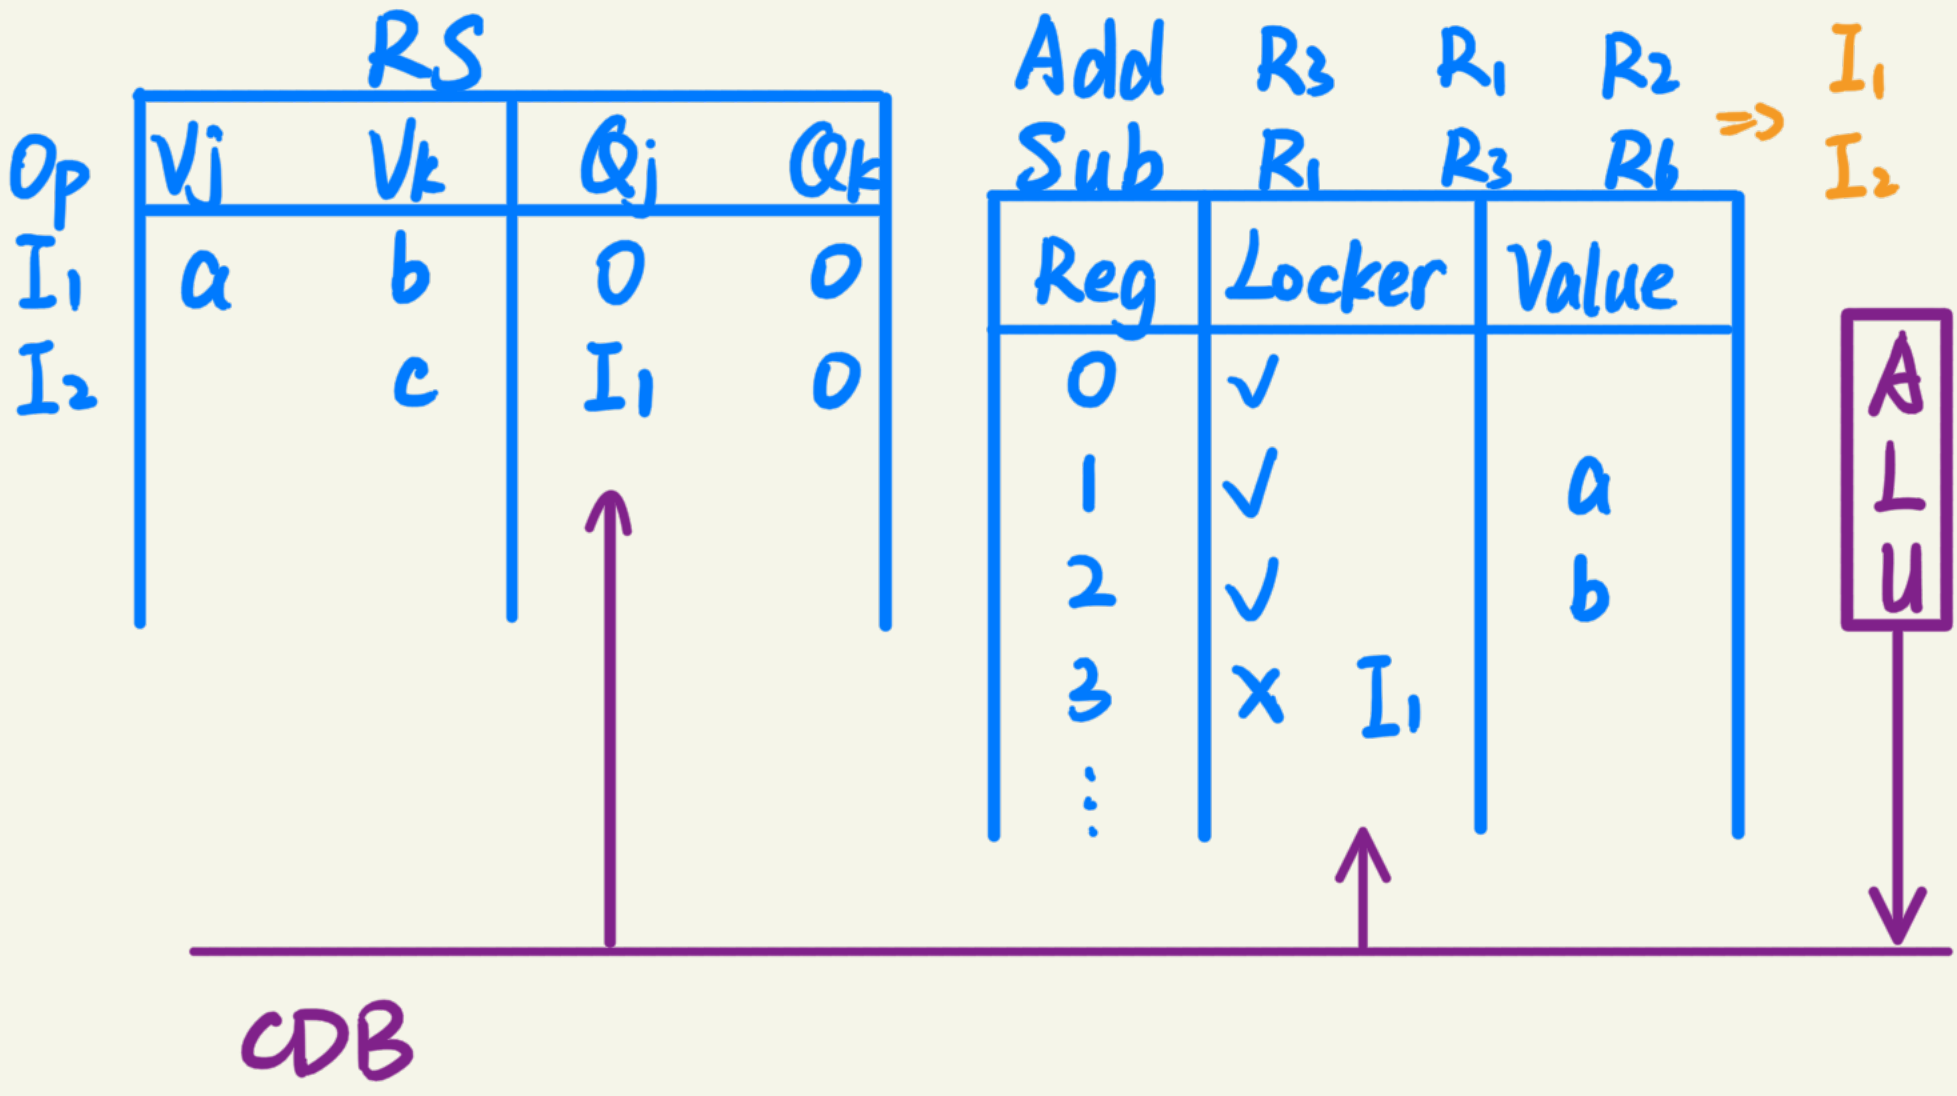 RS
Op Vj Vk Qj Qk
I1 a b 0 0
I2 c I1 0
Add R3 R1 R2
Sub R1 R3 R6
=> I1
I2
Reg Locker Value
0 ✓
1 ✓ a
2 ✓ b
3 x I1
⋮
ALU
CDB